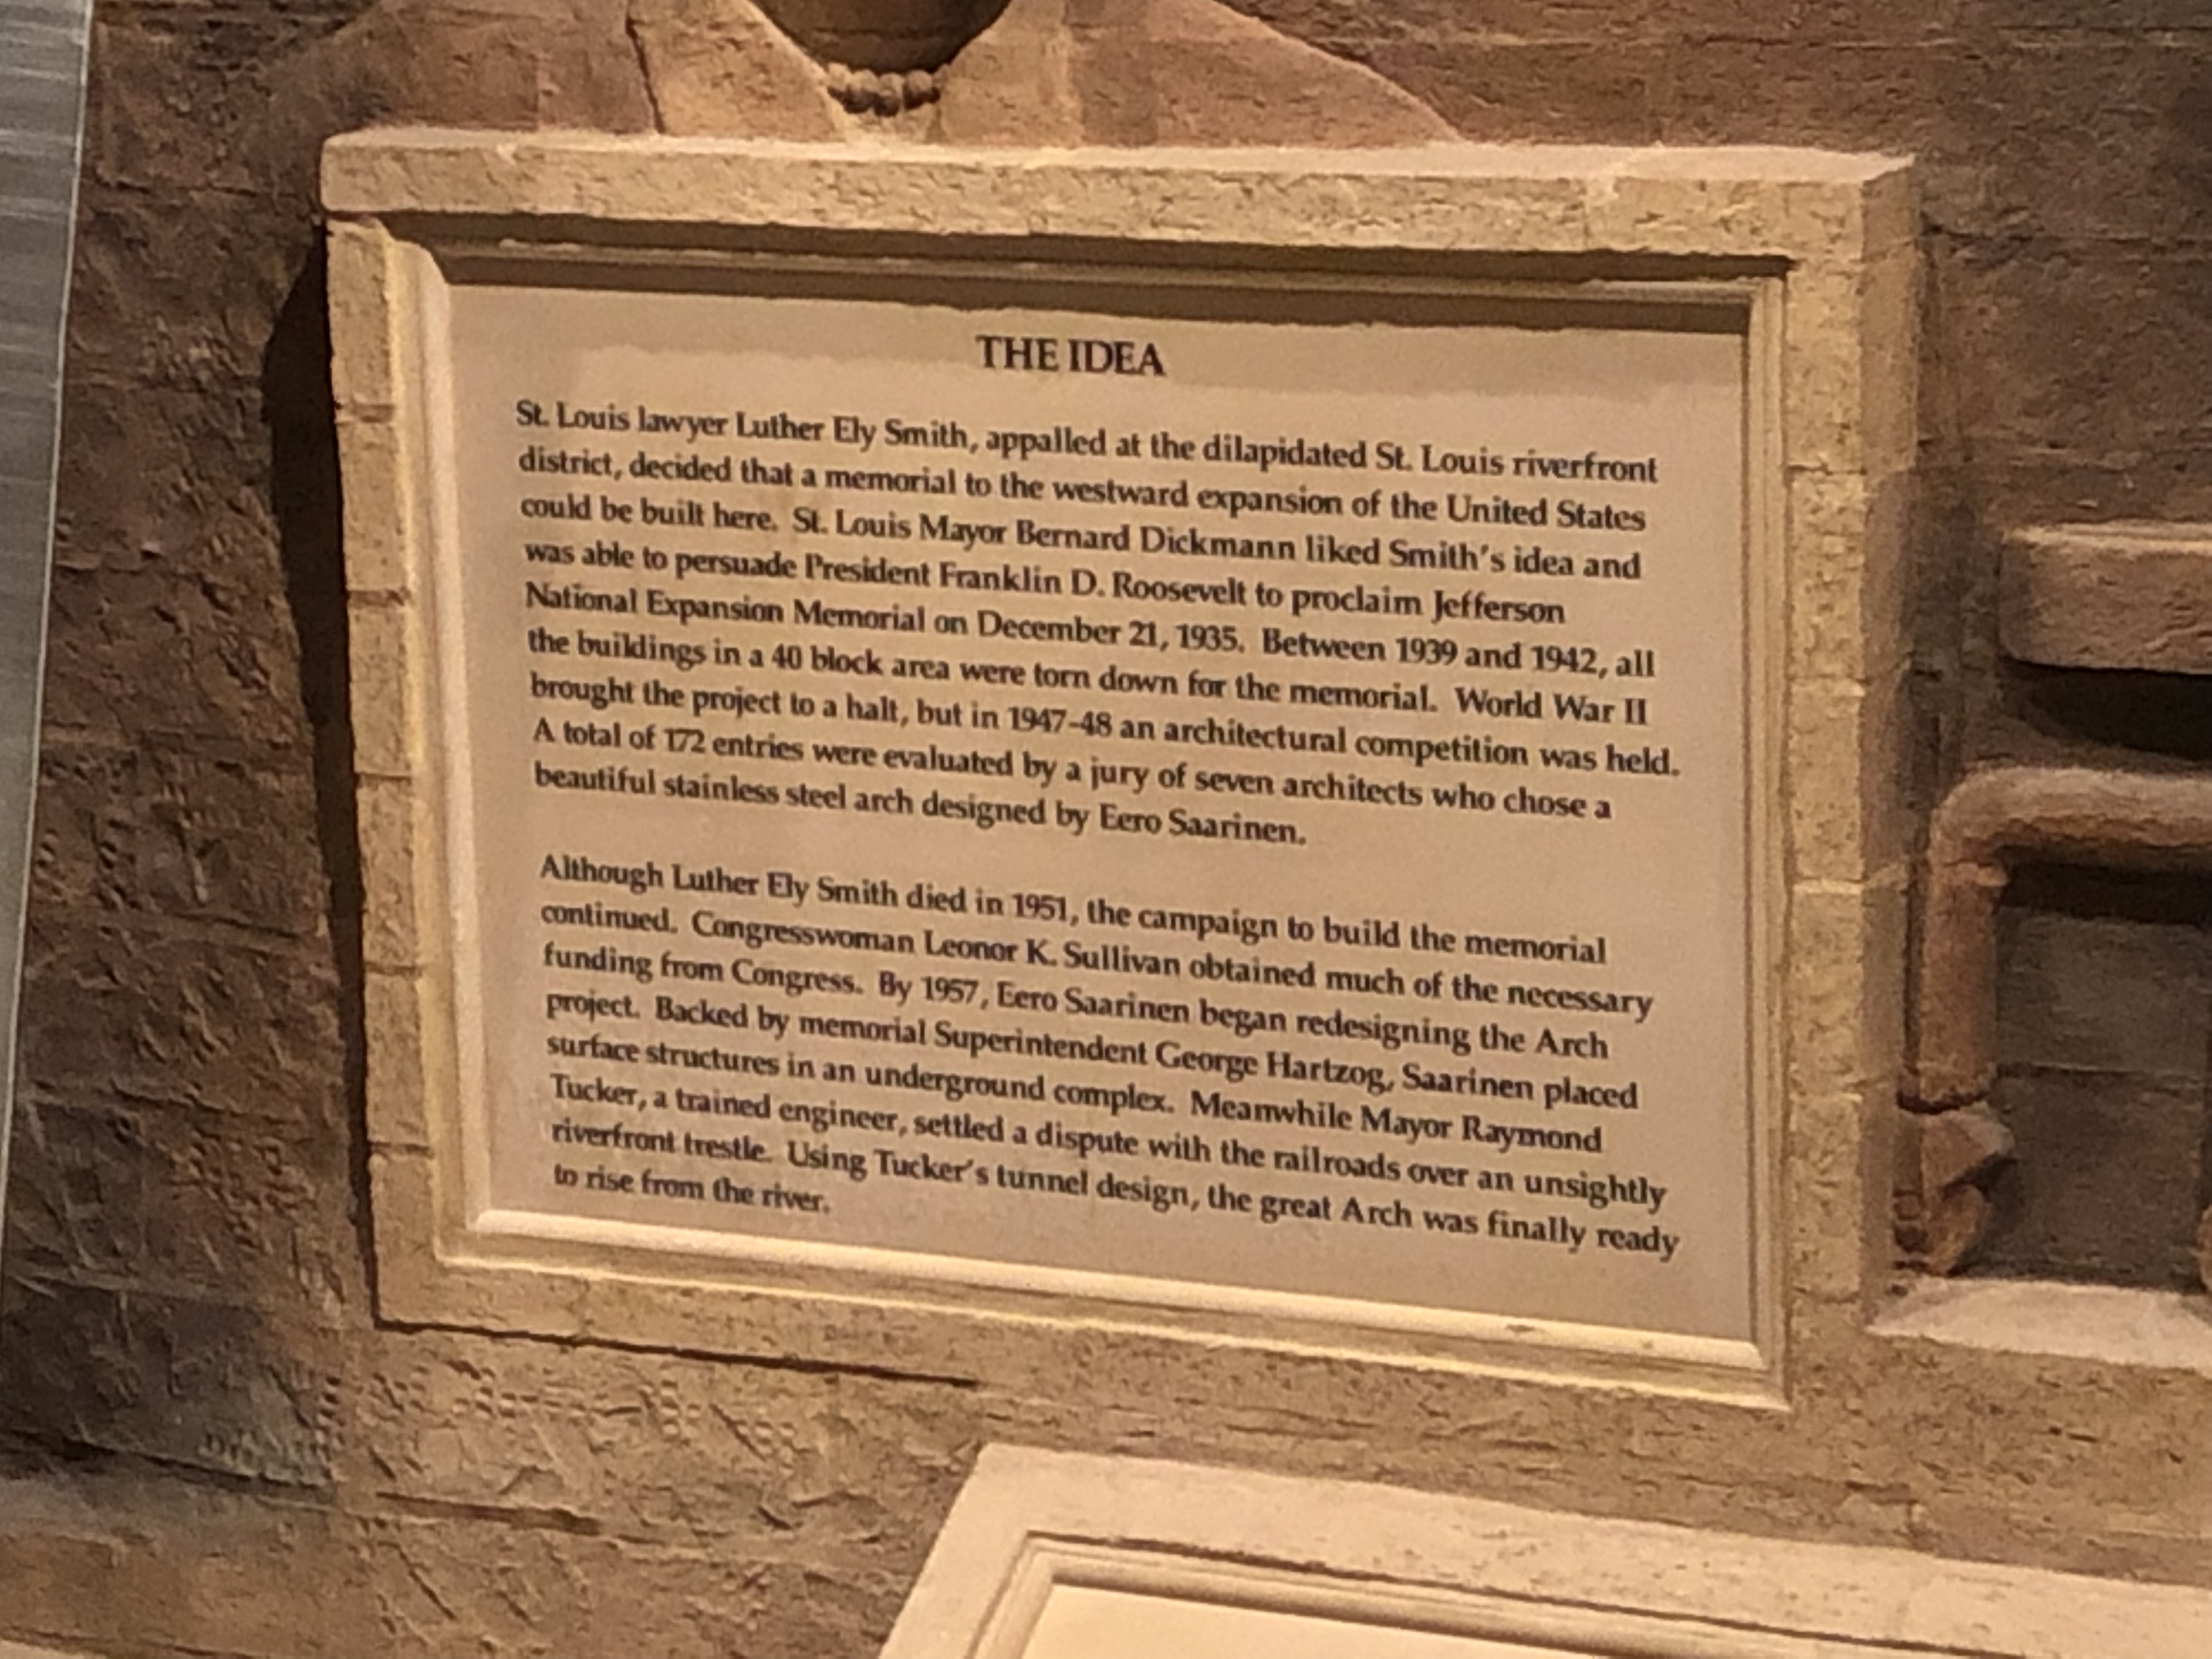 THE IDEA
St. Louis lawyer Luther Ely Smith, appalled at the dilapidated St. Louis riverfront
district, decided that a memorial to the westward expansion of the United States
could be built here. St. Louis Mayor Bernard Dickmann liked Smith's idea and
was able to persuade President Franklin D. Roosevelt to proclaim Jefferson
National Expansion Memorial on December 21, 1935. Between 1939 and 1942, all
the buildings in a 40 block area were torn down for the memorial. World War II
brought the project to a halt, but in 1947-48 an architectural competition was held.
A total of 172 entries were evaluated by a jury of seven architects who chose a
beautiful stainless steel arch designed by Eero Saarinen.
Although Luther Ely Smith died in 1951, the campaign to build the memorial
continued. Congresswoman Leonor K. Sullivan obtained much of the necessary
funding from Congress. By 1957, Eero Saarinen began redesigning the Arch
project. Backed by memorial Superintendent George Hartzog, Saarinen placed
surface structures in an underground complex. Meanwhile Mayor Raymond
Tucker, a trained engineer, settled a dispute with the railroads over an unsightly
riverfront trestle. Using Tucker's tunnel design, the great Arch was finally ready
to rise from the river.